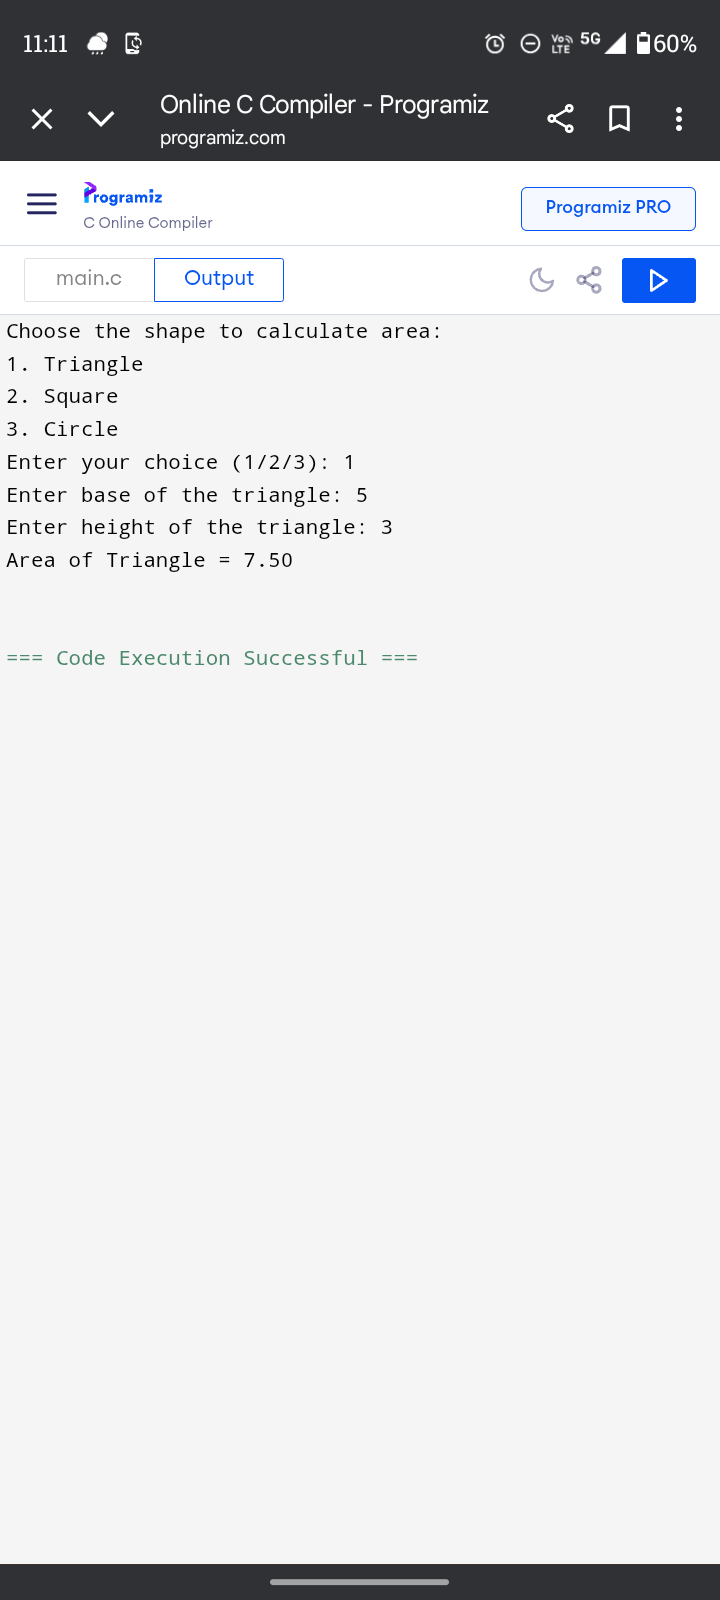 11:11
Vo LTE 5G 60%
Online C Compiler - Programiz
programiz.com
Programiz
C Online Compiler
Programiz PRO
main.c
Output
Choose the shape to calculate area:
1. Triangle
2. Square
3. Circle
Enter your choice (1/2/3): 1
Enter base of the triangle: 5
Enter height of the triangle: 3
Area of Triangle = 7.50
=== Code Execution Successful ===